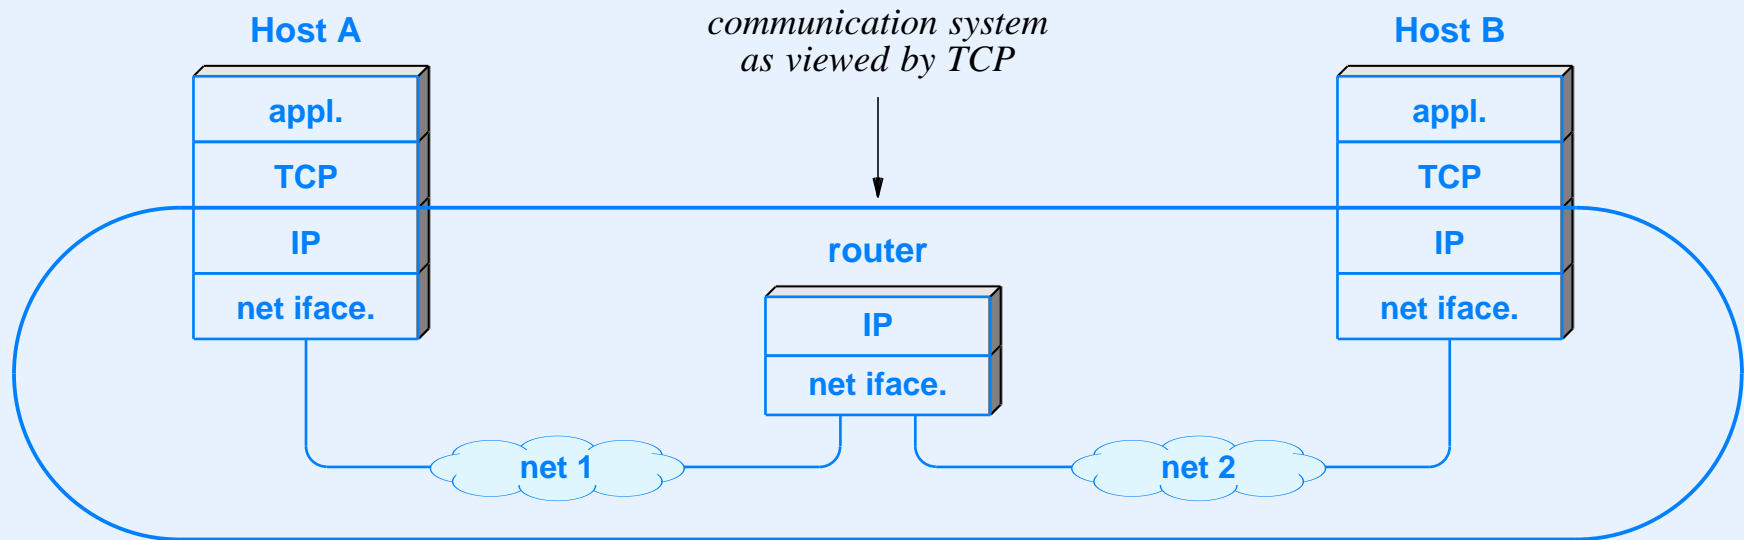 communication system
as viewed by TCP
Host A
appl.
TCP
IP
net iface.
router
IP
net iface.
Host B
appl.
TCP
IP
net iface.
net 1
net 2